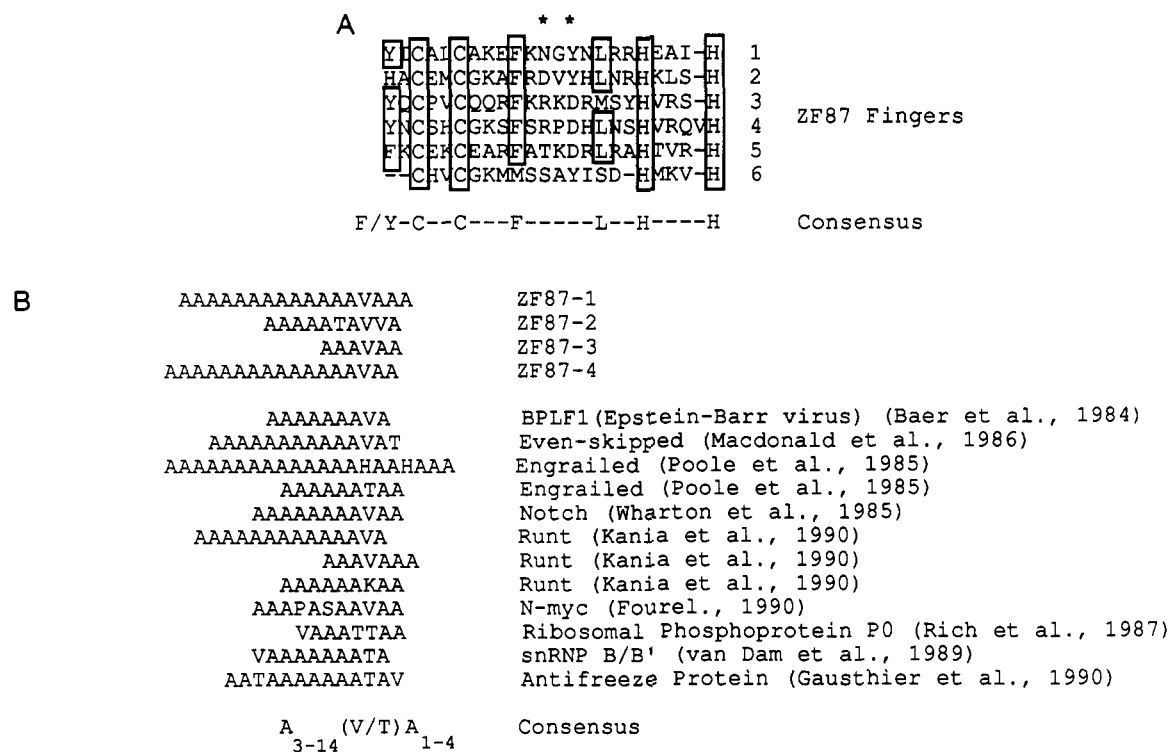 A
* *
YICALCAKEFKNGYNLRRHEAI-H 1
HACEMCGKAFRDVYHLNRHKLS-H 2
YDCPVCQQRFKRKDRMSYHVRS-H 3
YNCSHCGKSFSRPDHLNSHVRQVH 4
FKCEKCEARFATKDRLRAHTVR-H 5
--CHVCGKMMSSAYISD-HMKV-H 6
ZF87 Fingers
F/Y-C--C---F-----L--H----H Consensus
B
AAAAAAAAAAAAAVAAA ZF87-1
AAAAATAVVA ZF87-2
AAAVAA ZF87-3
AAAAAAAAAAAAAAVAA ZF87-4
AAAAAAAVA BPLF1(Epstein-Barr virus) (Baer et al., 1984)
AAAAAAAAAAAVAT Even-skipped (Macdonald et al., 1986)
AAAAAAAAAAAAAAHAAHAAA Engrailed (Poole et al., 1985)
AAAAAATAA Engrailed (Poole et al., 1985)
AAAAAAAAVAA Notch (Wharton et al., 1985)
AAAAAAAAAAAAVA Runt (Kania et al., 1990)
AAAVAAA Runt (Kania et al., 1990)
AAAAAAKAA Runt (Kania et al., 1990)
AAAPASAAVAA N-myc (Fourel., 1990)
VAAATTAA Ribosomal Phosphoprotein P0 (Rich et al., 1987)
VAAAAAAATA snRNP B/B' (van Dam et al., 1989)
AATAAAAAAATAV Antifreeze Protein (Gausthier et al., 1990)
A3-14(V/T)A1-4 Consensus